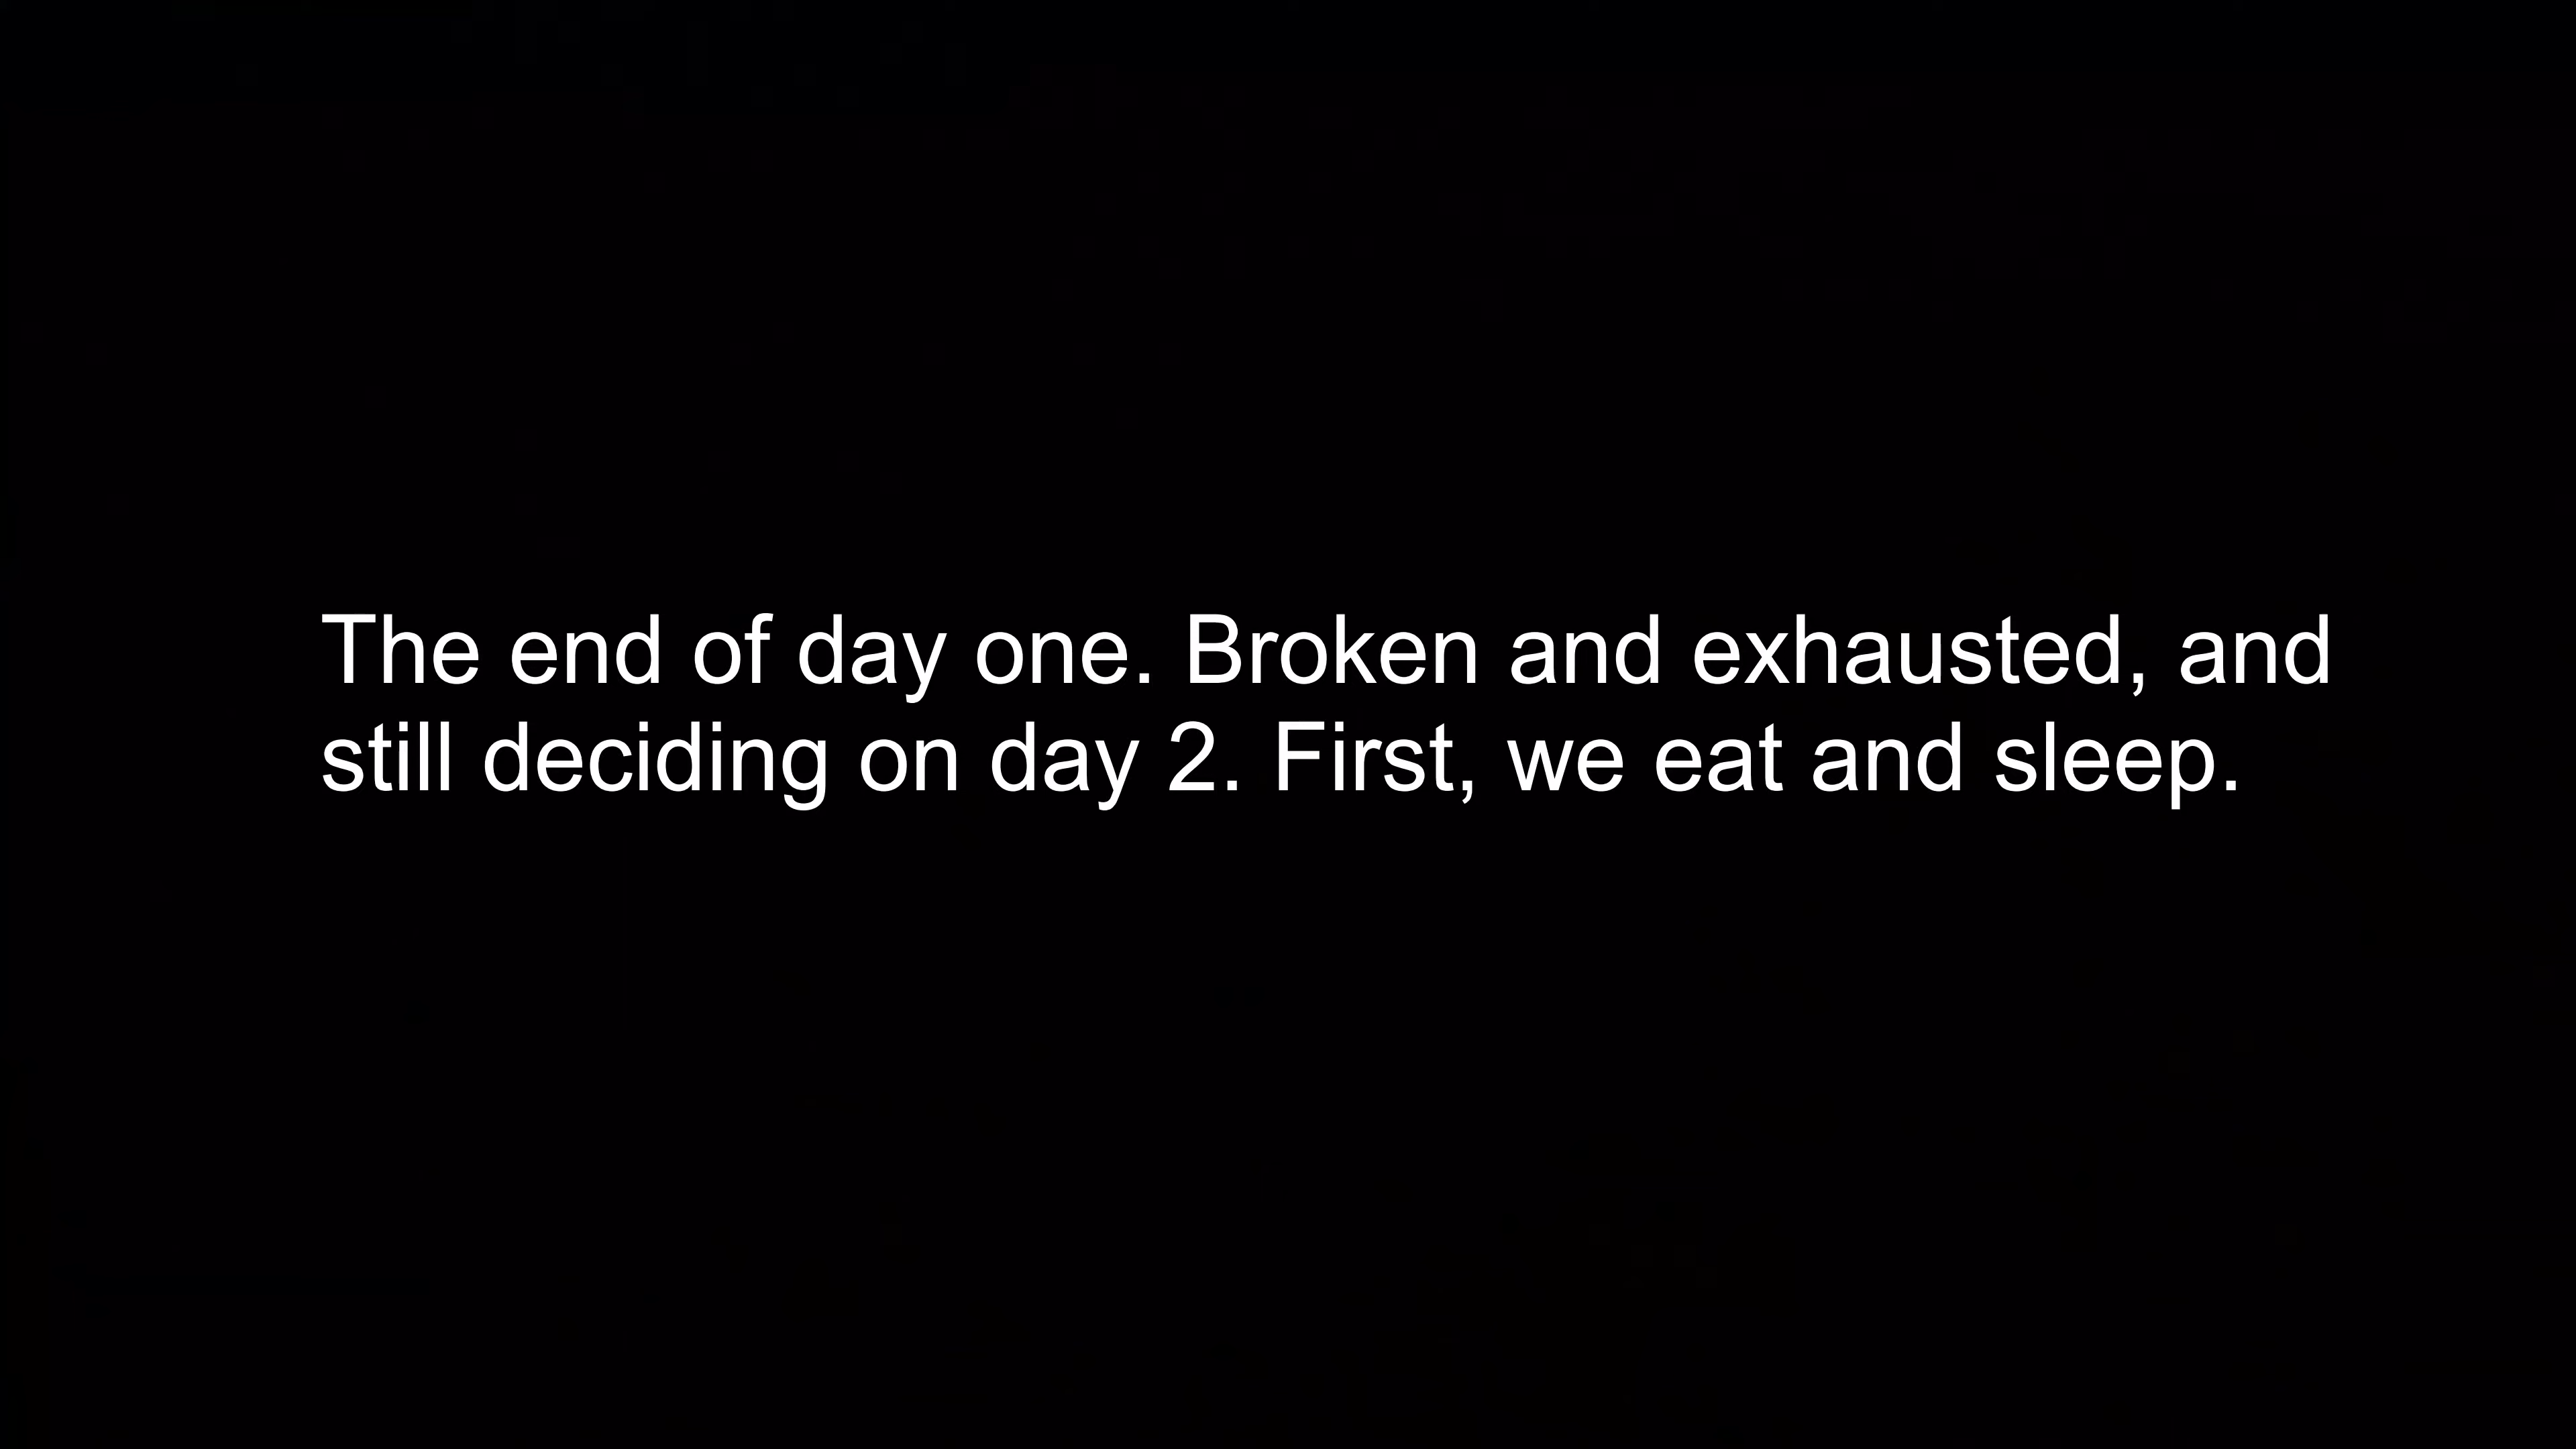 The end of day one. Broken and exhausted, and
still deciding on day 2. First, we eat and sleep.